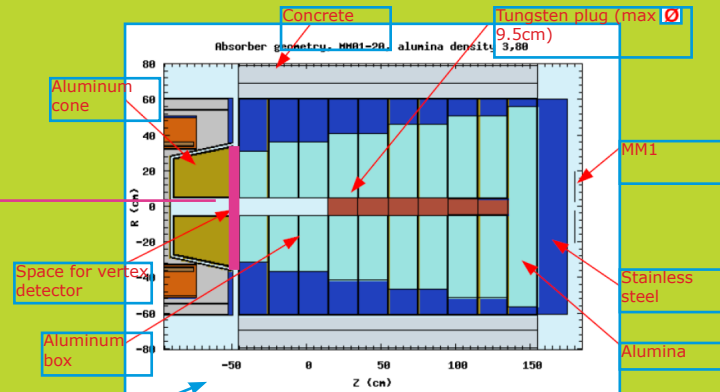 Concrete
Tungsten plug (max Ø
9.5cm)
Absorber geometry, MM01-20, alumina density 3,80
Aluminum
cone
MM1
Space for vertex
detector
Stainless
steel
Aluminum
box
Alumina
R (cm)
80
60
40
20
0
-20
-40
-60
-80
-50
0
50
100
150
Z (cm)